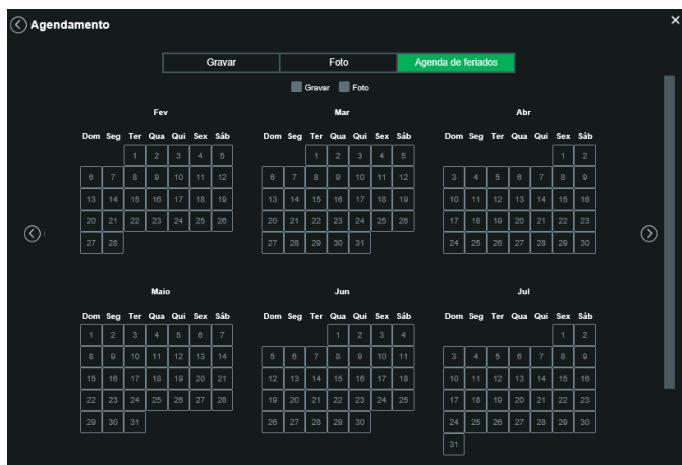 Agendamento
Gravar Foto Agenda de feriados
Gravar Foto
Fev Mar Abr
Dom Seg Ter Qua Qui Sex Sáb Dom Seg Ter Qua Qui Sex Sáb Dom Seg Ter Qua Qui Sex Sáb
1 2 3 4 5 1 2 3 4 5 1 2
6 7 8 9 10 11 12 6 7 8 9 10 11 12 3 4 5 6 7 8 9
13 14 15 16 17 18 19 13 14 15 16 17 18 19 10 11 12 13 14 15 16
20 21 22 23 24 25 26 20 21 22 23 24 25 26 17 18 19 20 21 22 23
27 28 27 28 29 30 31 24 25 26 27 28 29 30
Maio Jun Jul
Dom Seg Ter Qua Qui Sex Sáb Dom Seg Ter Qua Qui Sex Sáb Dom Seg Ter Qua Qui Sex Sáb
1 2 3 4 5 6 7 1 2 3 4 1 2
8 9 10 11 12 13 14 5 6 7 8 9 10 11 3 4 5 6 7 8 9
15 16 17 18 19 20 21 12 13 14 15 16 17 18 10 11 12 13 14 15 16
22 23 24 25 26 27 28 19 20 21 22 23 24 25 17 18 19 20 21 22 23
29 30 31 26 27 28 29 30 24 25 26 27 28 29 30
31